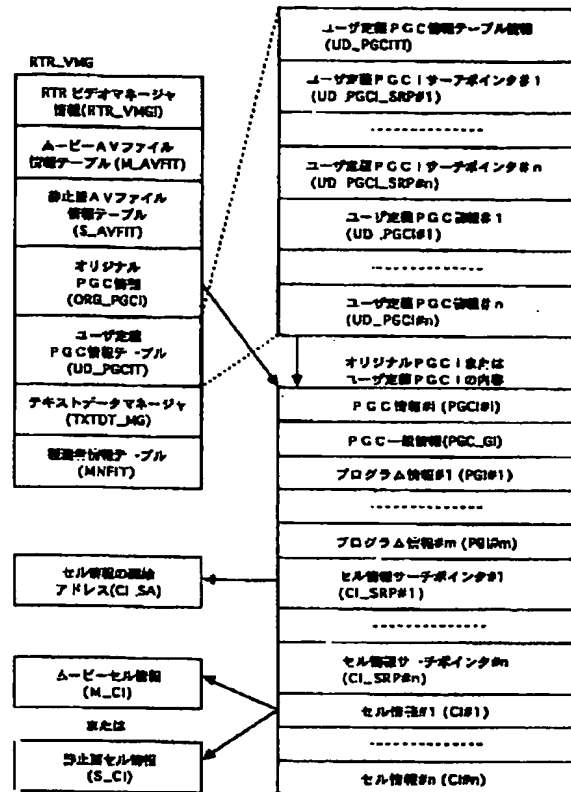 RTR_VMG
RTR ビデオマネージャ
情報(RTR_VMGI)
ムービーAVファイル
情報テーブル (M_AVFIT)
静止画AVファイル
情報テーブル
(S_AVFIT)
オリジナル
PGC情報
(ORG_PGCI)
ユーザ定義
PGC情報テーブル
(UD_PGCIT)
テキストデータマネージャ
(TXTDT_MG)
製造者情報テーブル
(MNFIT)
ユーザ定義PGC情報テーブル情報
(UD_PGCITI)
ユーザ定義PGCIサーチポインタ#1
(UD_PGCI_SRP#1)
ユーザ定義PGCIサーチポインタ#n
(UD_PGCI_SRP#n)
ユーザ定義PGC情報#1
(UD_PGCI#1)
ユーザ定義PGC情報#n
(UD_PGCI#n)
オリジナルPGCIまたは
ユーザ定義PGCIの内容
PGC情報#i (PGCI#i)
PGC一般情報(PGC_GI)
プログラム情報#1 (PGI#1)
プログラム情報#m (PGI#m)
セル情報サーチポインタ#1
(CI_SRP#1)
セル情報サーチポインタ#n
(CI_SRP#n)
セル情報#1 (CI#1)
セル情報#n (CI#n)
セル情報の開始
アドレス(CI_SA)
ムービーセル情報
(M_CI)
または
静止画セル情報
(S_CI)